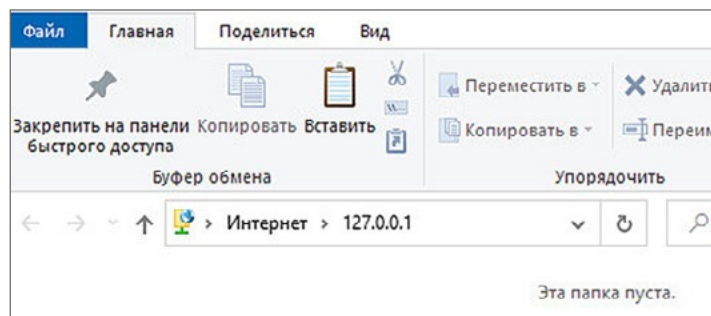 Файл Главная Поделиться Вид
Закрепить на панели быстрого доступа
Копировать
Вставить
Переместить в
Копировать в
Буфер обмена
Упорядочить
Интернет > 127.0.0.1
Эта папка пуста.